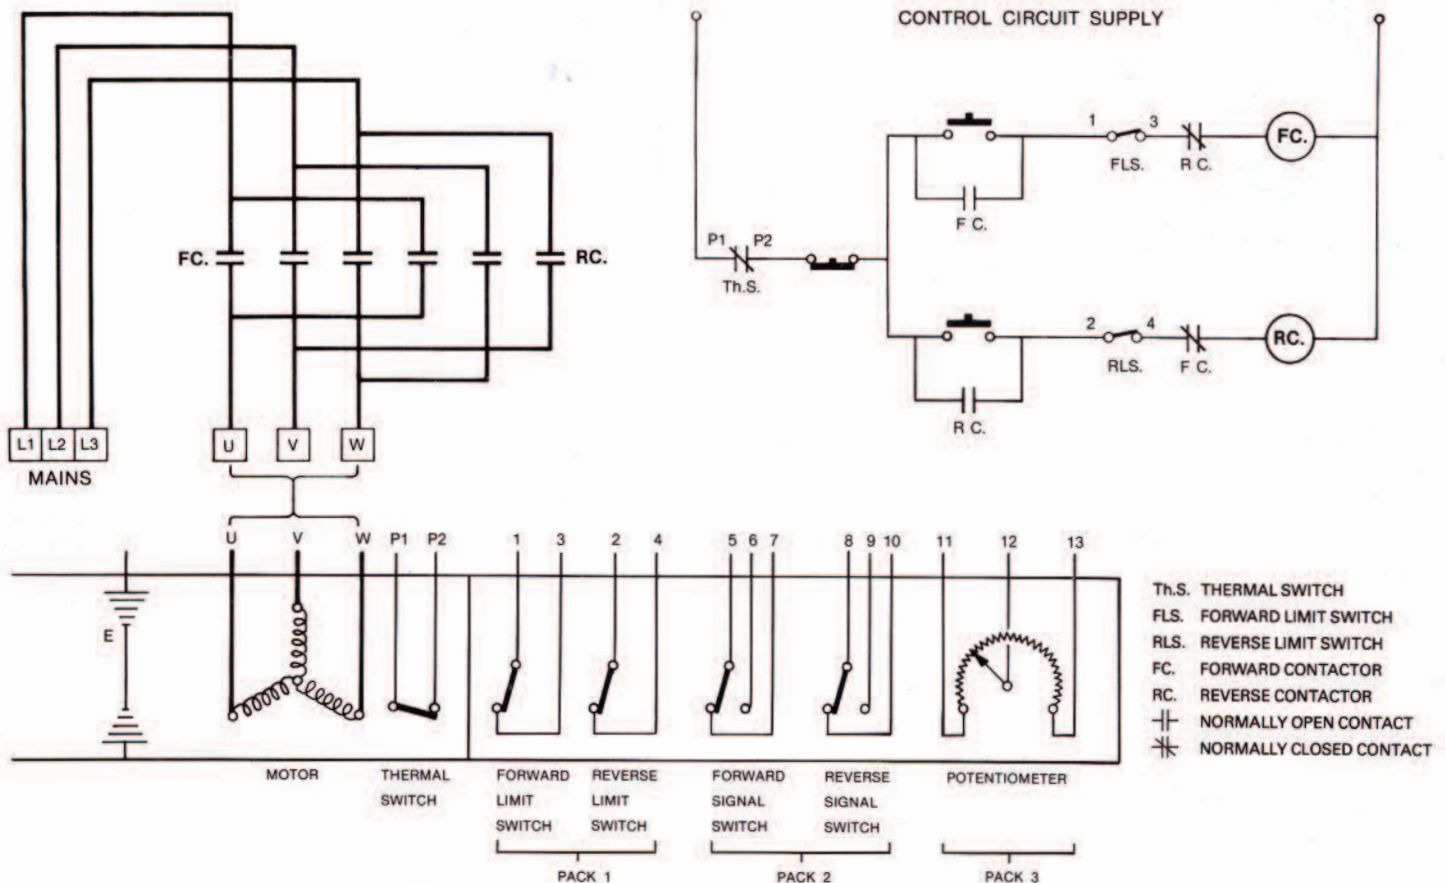 CONTROL CIRCUIT SUPPLY
1 3
FC.
FLS. R C.
F C.
FC. RC.
P1 P2
Th.S.
2 4
RC.
RLS. F C.
R C.
L1 L2 L3 U V W
MAINS
U V W P1 P2 1 3 2 4 5 6 7 8 9 10 11 12 13
E
Th.S. THERMAL SWITCH
FLS. FORWARD LIMIT SWITCH
RLS. REVERSE LIMIT SWITCH
FC. FORWARD CONTACTOR
RC. REVERSE CONTACTOR
NORMALLY OPEN CONTACT
NORMALLY CLOSED CONTACT
MOTOR
THERMAL
SWITCH
FORWARD
LIMIT
SWITCH
REVERSE
LIMIT
SWITCH
FORWARD
SIGNAL
SWITCH
REVERSE
SIGNAL
SWITCH
POTENTIOMETER
PACK 1
PACK 2
PACK 3